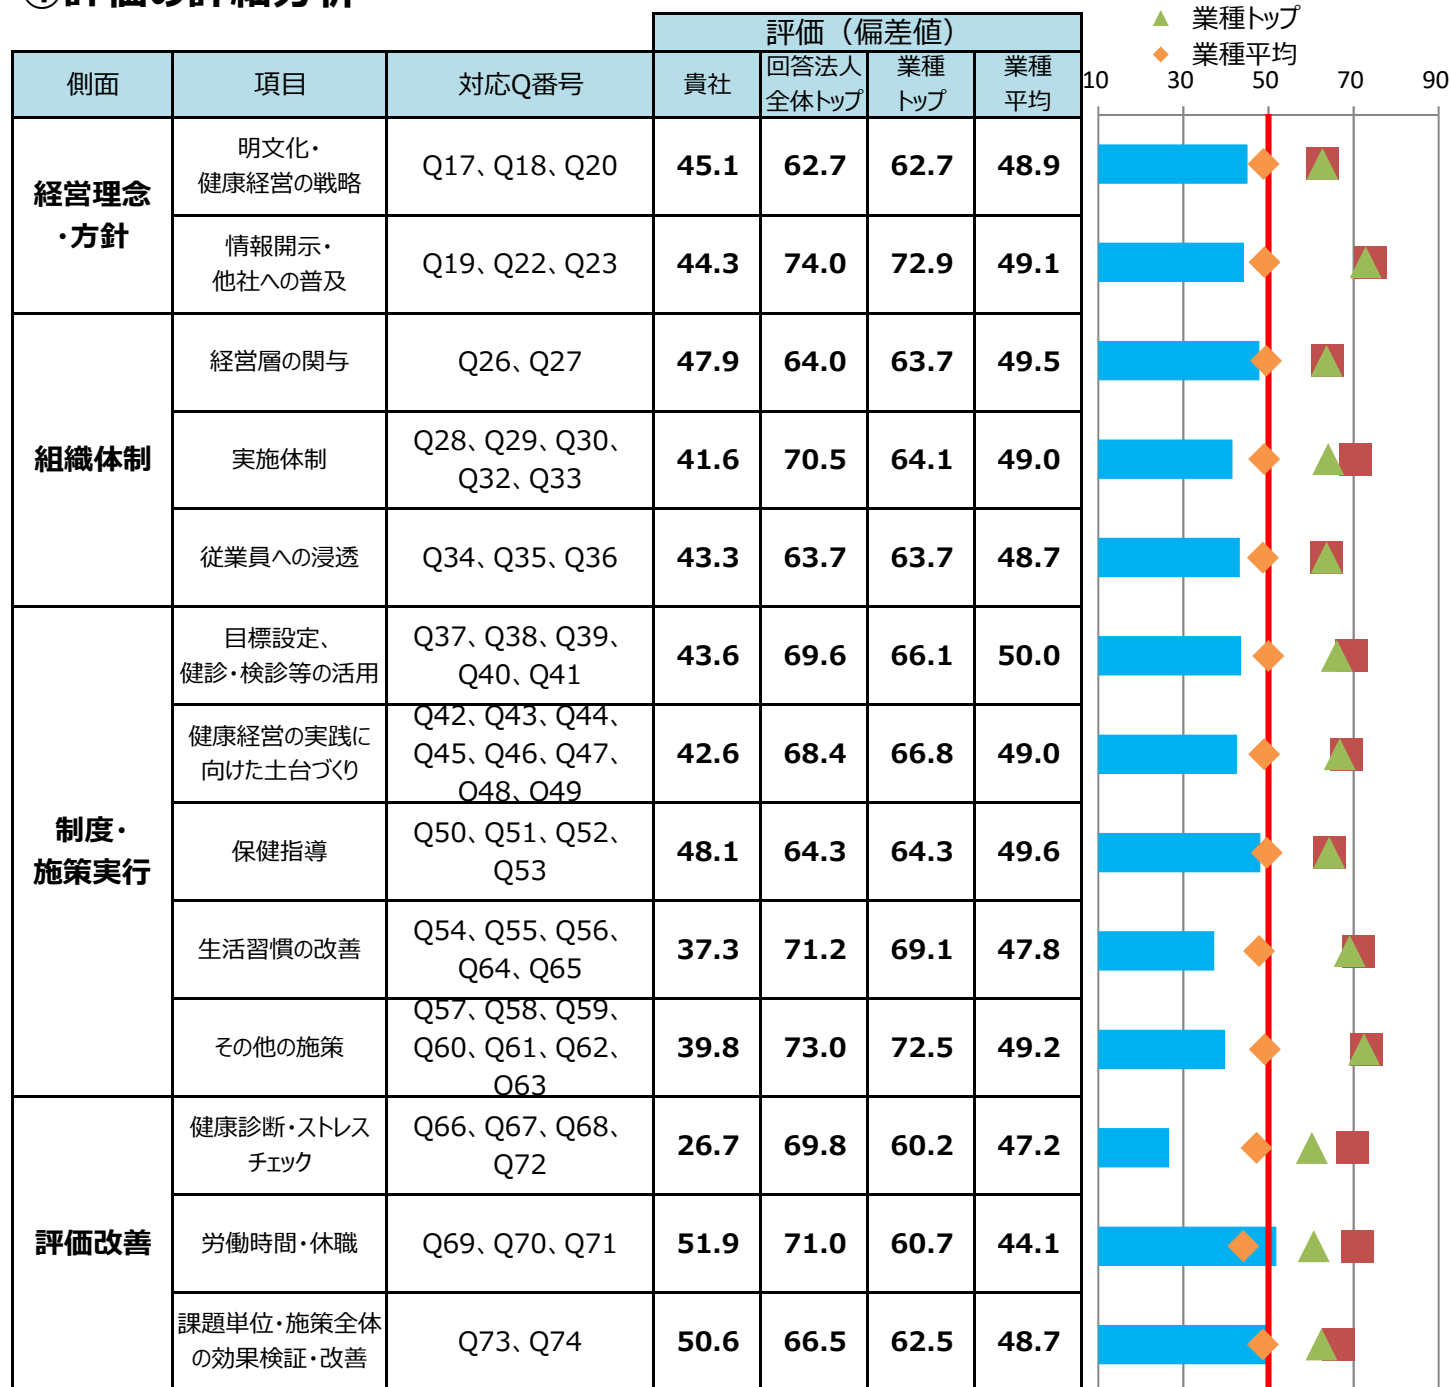 ①評価の詳細分析
業種トップ
業種平均
評価（偏差値）
側面 項目 対応Q番号 貴社 回答法人 業種 業種
全体トップ トップ 平均
10 30 50 70 90
経営理念
・方針
明文化・
健康経営の戦略
Q17、Q18、Q20
45.1 62.7 62.7 48.9
情報開示・
他社への普及
Q19、Q22、Q23
44.3 74.0 72.9 49.1
組織体制
経営層の関与
Q26、Q27
47.9 64.0 63.7 49.5
実施体制
Q28、Q29、Q30、
Q32、Q33
41.6 70.5 64.1 49.0
従業員への浸透
Q34、Q35、Q36
43.3 63.7 63.7 48.7
制度・
施策実行
目標設定、
健診・検診等の活用
Q37、Q38、Q39、
Q40、Q41
43.6 69.6 66.1 50.0
健康経営の実践に
向けた土台づくり
Q42、Q43、Q44、
Q45、Q46、Q47、
Q48、Q49
42.6 68.4 66.8 49.0
保健指導
Q50、Q51、Q52、
Q53
48.1 64.3 64.3 49.6
生活習慣の改善
Q54、Q55、Q56、
Q64、Q65
37.3 71.2 69.1 47.8
その他の施策
Q57、Q58、Q59、
Q60、Q61、Q62、
Q63
39.8 73.0 72.5 49.2
評価改善
健康診断・ストレス
チェック
Q66、Q67、Q68、
Q72
26.7 69.8 60.2 47.2
労働時間・休職
Q69、Q70、Q71
51.9 71.0 60.7 44.1
課題単位・施策全体
の効果検証・改善
Q73、Q74
50.6 66.5 62.5 48.7